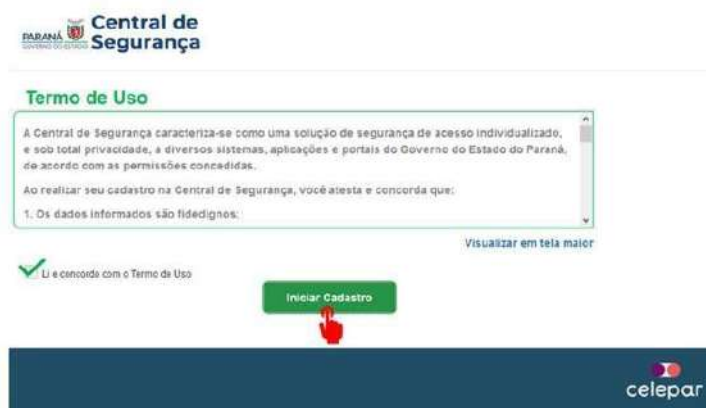 PARANÁ
GOVERNO DO ESTADO
Central de
Segurança
Termo de Uso
A Central de Segurança caracteriza-se como uma solução de segurança de acesso individualizado,
e sob total privacidade, a diversos sistemas, aplicações e portais do Governo do Estado do Paraná,
de acordo com as permissões concedidas.
Ao realizar seu cadastro na Central de Segurança, você atesta e concorda que:
1. Os dados informados são fidedignos;
Visualizar em tela maior
Li e concordo com o Termo de Uso
Iniciar Cadastro
celepar